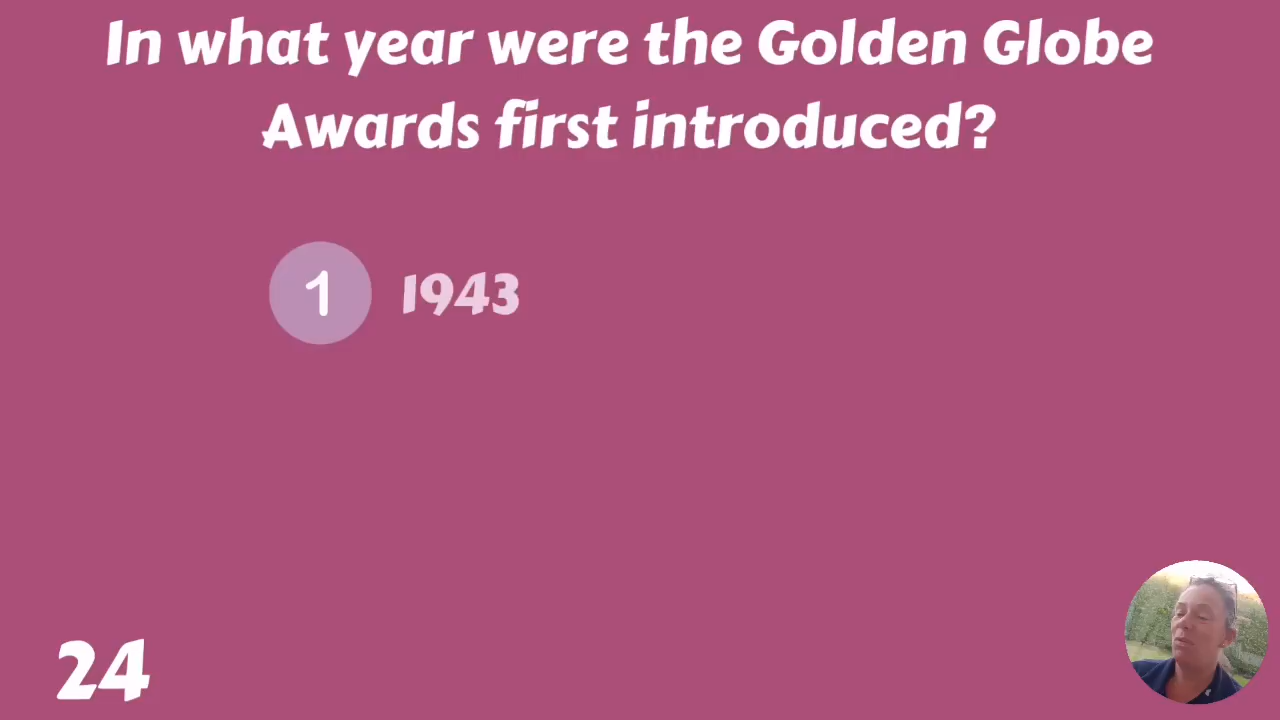 In what year were the Golden Globe
Awards first introduced?
1 1943
24